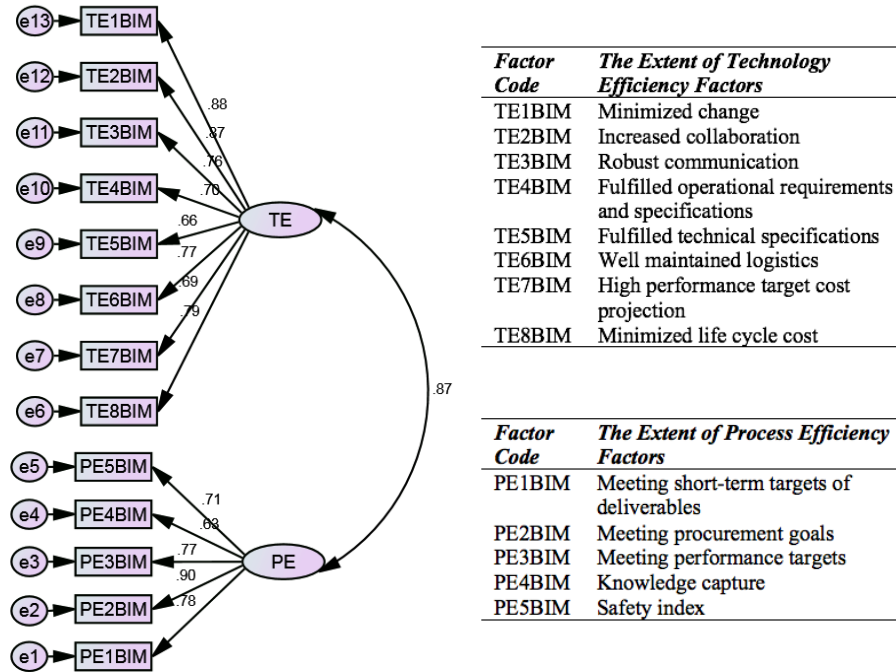 e13
TE1BIM
e12
TE2BIM
e11
TE3BIM
e10
TE4BIM
e9
TE5BIM
e8
TE6BIM
e7
TE7BIM
e6
TE8BIM
.88
.87
.76
.70
.66
.77
.69
.79
TE
.87
e5
PE5BIM
e4
PE4BIM
e3
PE3BIM
e2
PE2BIM
e1
PE1BIM
.71
.63
.77
.90
.78
PE
Factor The Extent of Technology
Code Efficiency Factors
TE1BIM Minimized change
TE2BIM Increased collaboration
TE3BIM Robust communication
TE4BIM Fulfilled operational requirements
and specifications
TE5BIM Fulfilled technical specifications
TE6BIM Well maintained logistics
TE7BIM High performance target cost
projection
TE8BIM Minimized life cycle cost
Factor The Extent of Process Efficiency
Code Factors
PE1BIM Meeting short-term targets of
deliverables
PE2BIM Meeting procurement goals
PE3BIM Meeting performance targets
PE4BIM Knowledge capture
PE5BIM Safety index